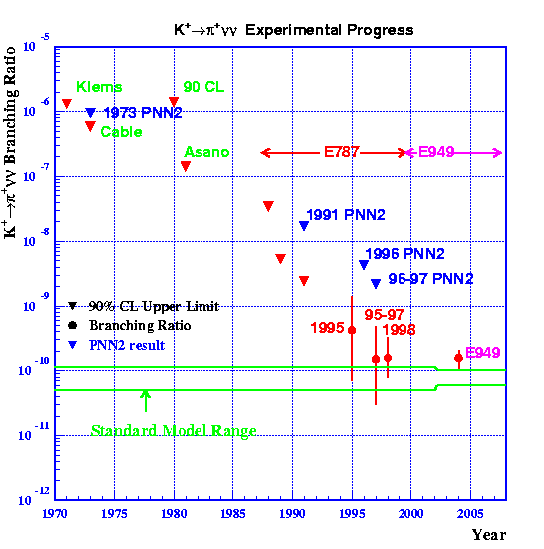 K⁺→π⁺νν Experimental Progress
K⁺→π⁺νν Branching Ratio
10⁻⁵
10⁻⁶
10⁻⁷
10⁻⁸
10⁻⁹
10⁻¹⁰
10⁻¹¹
10⁻¹²
Klems
90 CL
1973 PNN2
Cable
Asano
E787
E949
1991 PNN2
1996 PNN2
96-97 PNN2
90% CL Upper Limit
Branching Ratio
PNN2 result
1995
95-97
1998
E949
Standard Model Range
1970 1975 1980 1985 1990 1995 2000 2005
Year